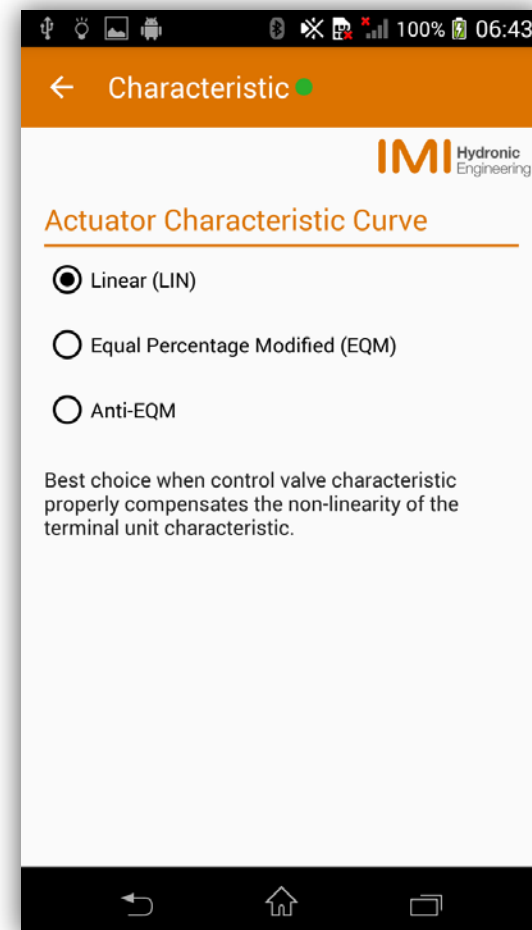 100% 06:43
Characteristic
IMI Hydronic
Engineering
Actuator Characteristic Curve
Linear (LIN)
Equal Percentage Modified (EQM)
Anti-EQM
Best choice when control valve characteristic
properly compensates the non-linearity of the
terminal unit characteristic.